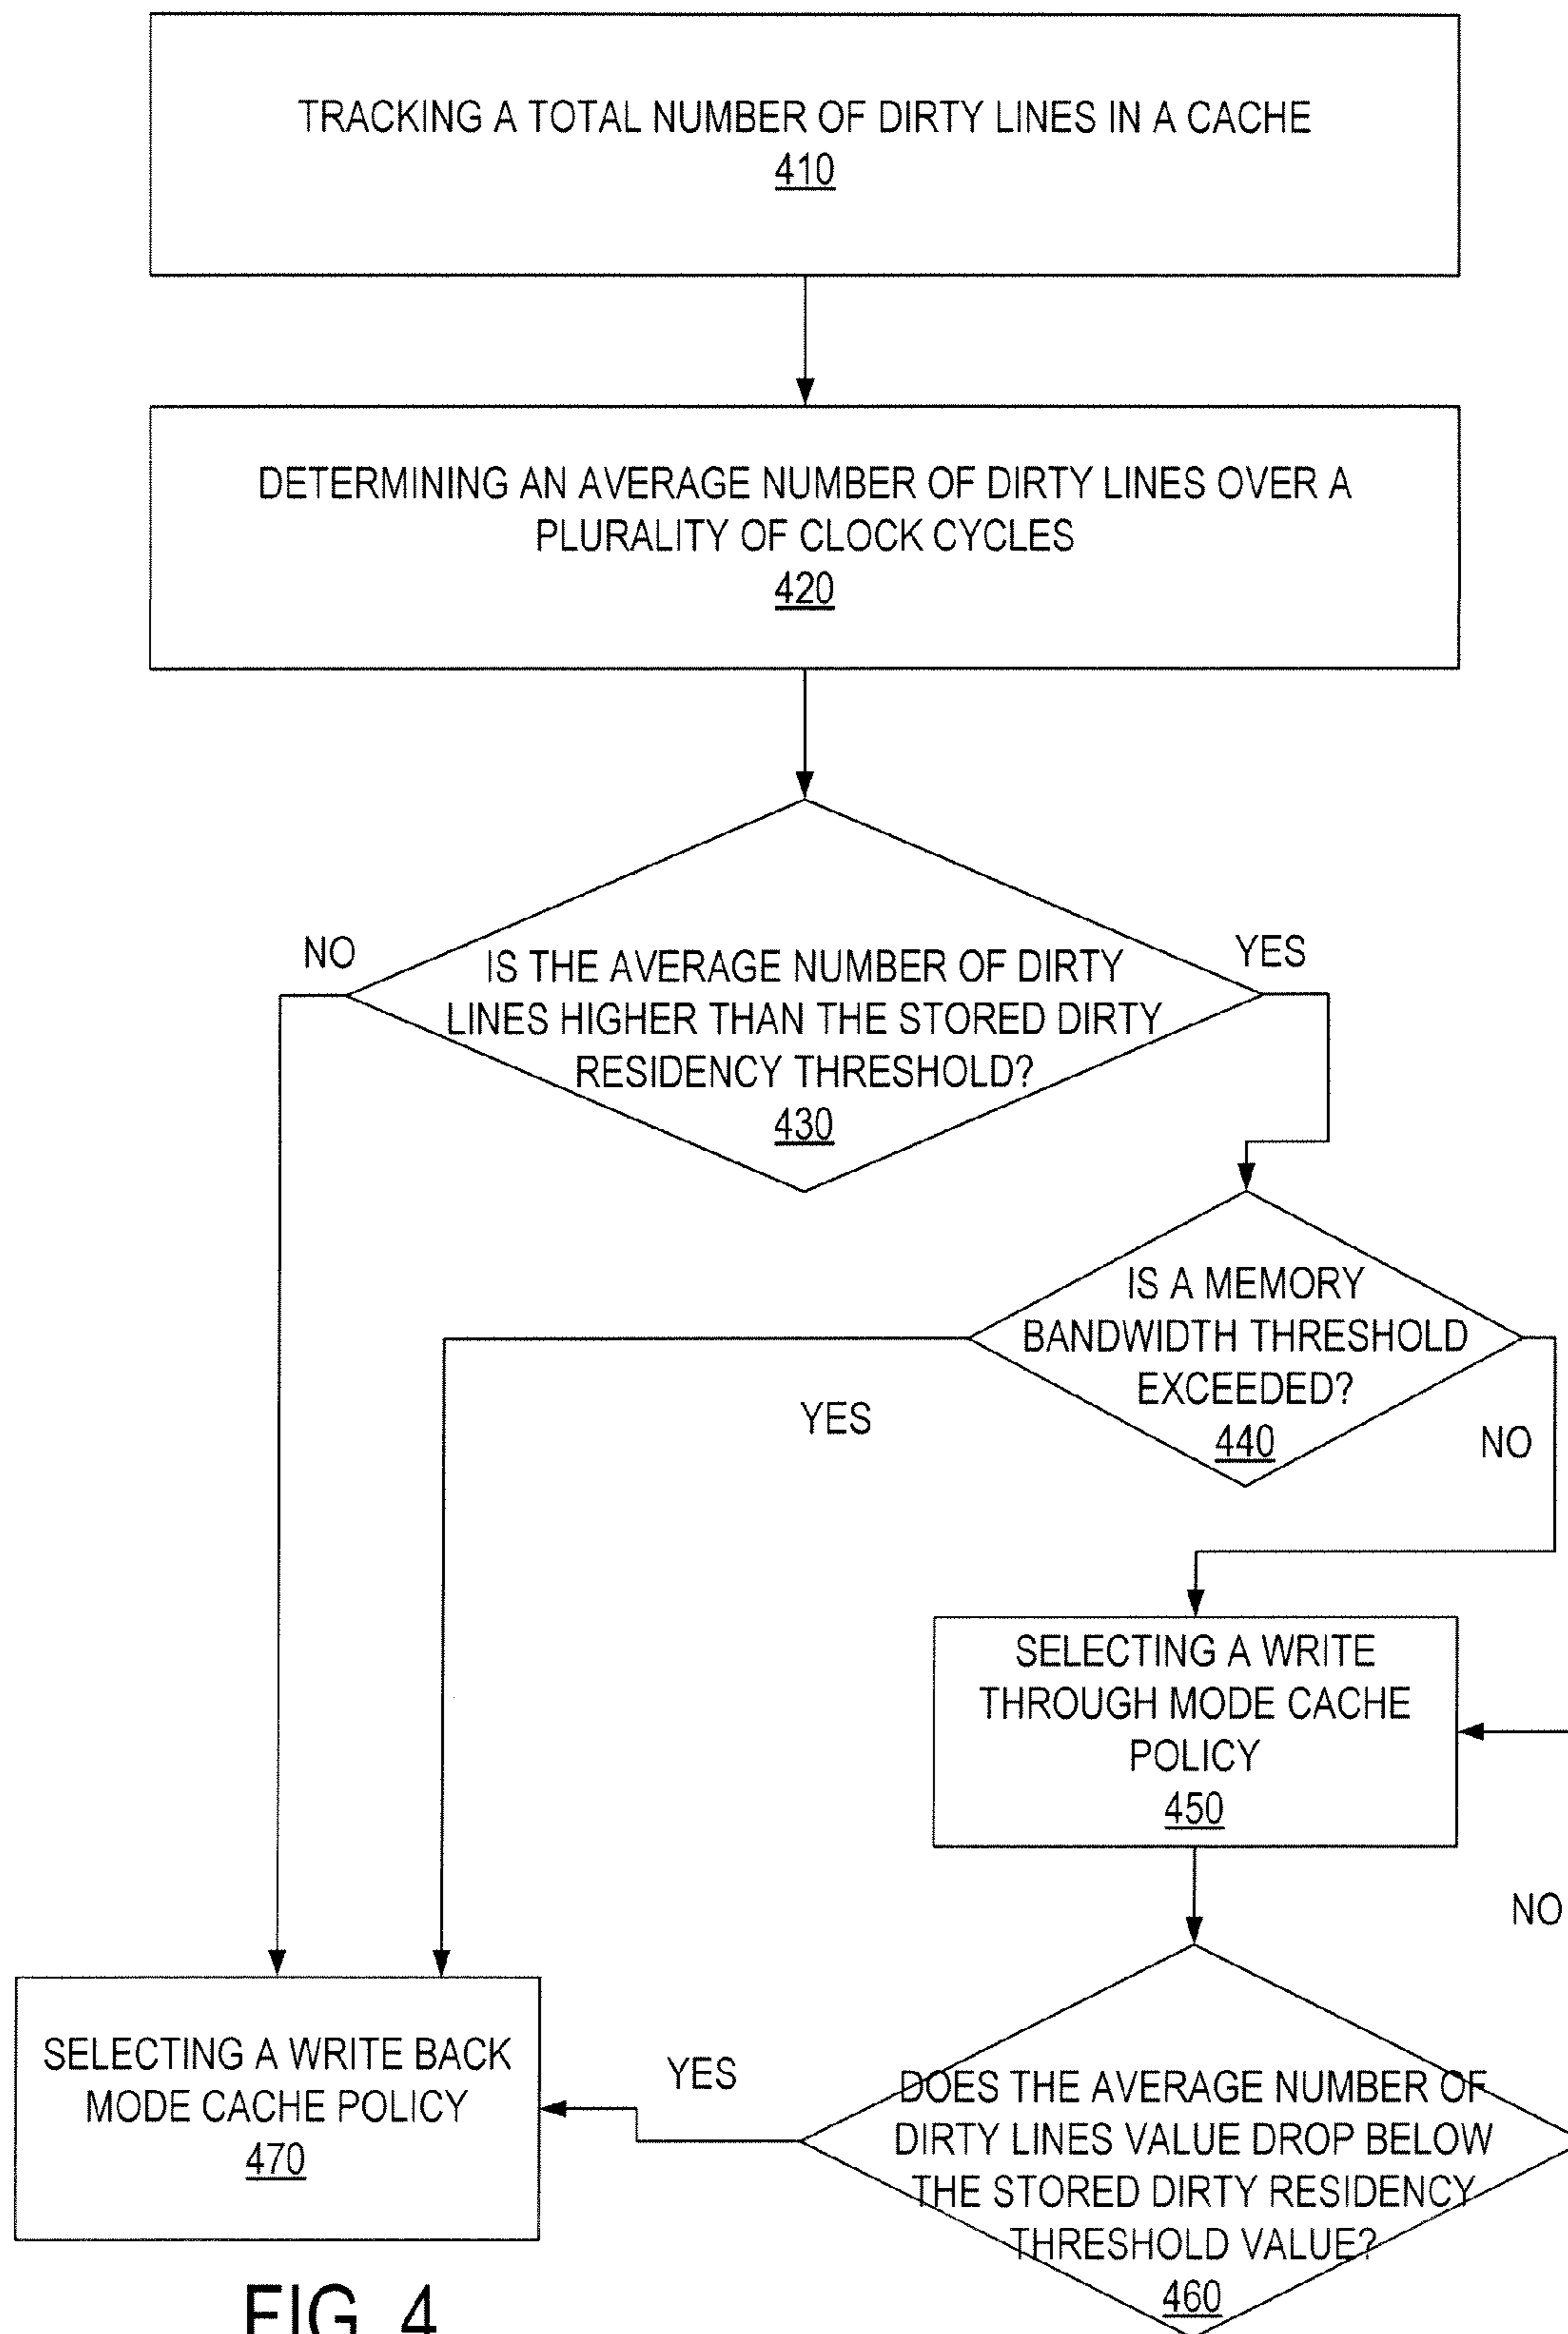 TRACKING A TOTAL NUMBER OF DIRTY LINES IN A CACHE
410
DETERMINING AN AVERAGE NUMBER OF DIRTY LINES OVER A
PLURALITY OF CLOCK CYCLES
420
NO
YES
IS THE AVERAGE NUMBER OF DIRTY
LINES HIGHER THAN THE STORED DIRTY
RESIDENCY THRESHOLD?
430
IS A MEMORY
BANDWIDTH THRESHOLD
EXCEEDED?
440
YES
NO
SELECTING A WRITE
THROUGH MODE CACHE
POLICY
450
NO
SELECTING A WRITE BACK
MODE CACHE POLICY
470
YES
DOES THE AVERAGE NUMBER OF
DIRTY LINES VALUE DROP BELOW
THE STORED DIRTY RESIDENCY
THRESHOLD VALUE?
460
FIG. 4